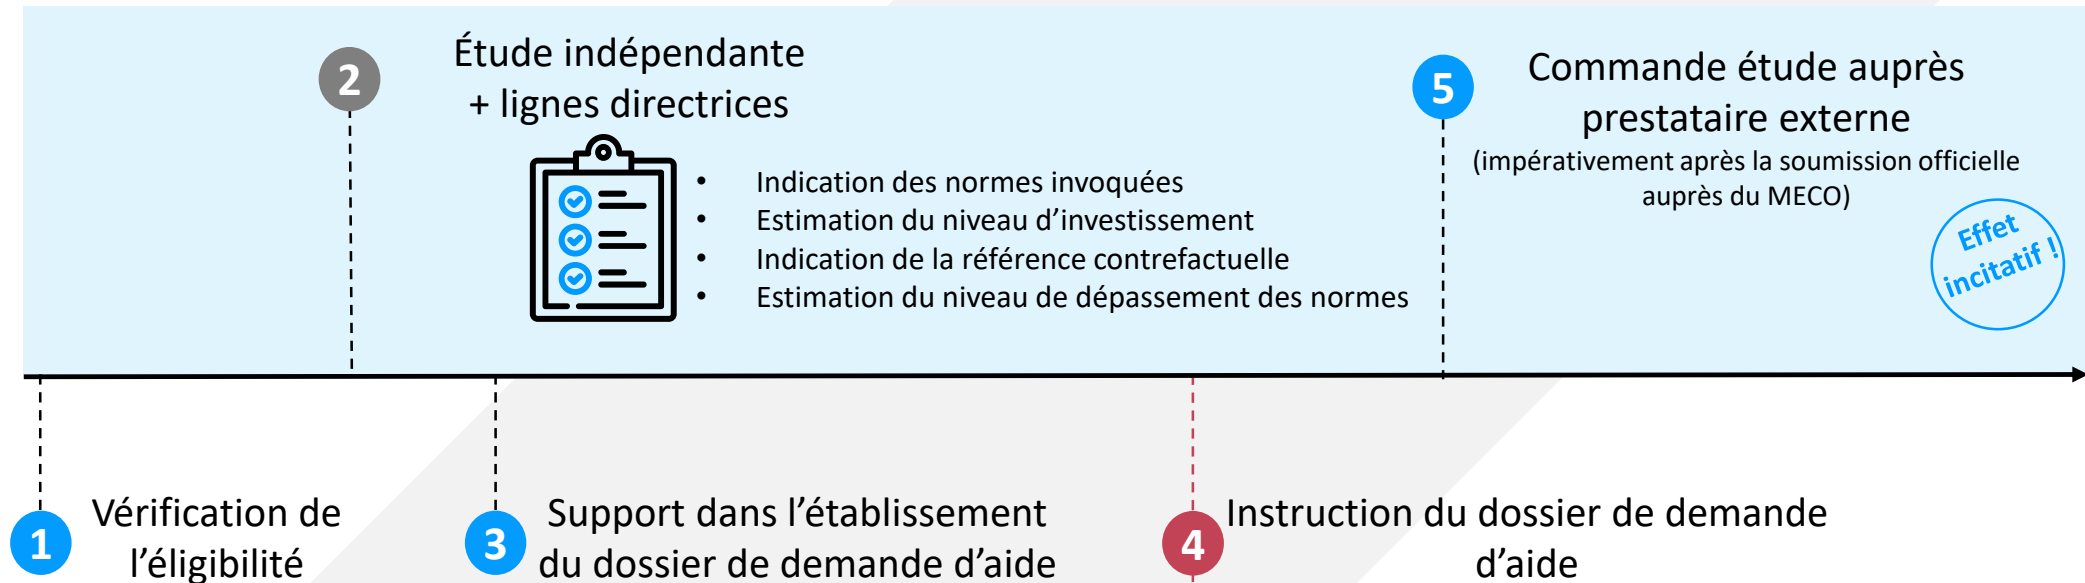 2
Étude indépendante
+ lignes directrices
• Indication des normes invoquées
• Estimation du niveau d’investissement
• Indication de la référence contrefactuelle
• Estimation du niveau de dépassement des normes
5
Commande étude auprès
prestataire externe
(impérativement après la soumission officielle
auprès du MECO)
Effet
incitatif !
1
Vérification de
l’éligibilité
3
Support dans l’établissement
du dossier de demande d’aide
4
Instruction du dossier de demande
d’aide